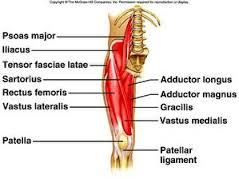 Copyright © The McGraw-Hill Companies, Inc. Permission required for reproduction or display.
Psoas major
Iliacus
Tensor fasciae latae
Sartorius
Rectus femoris
Vastus lateralis
Patella
Adductor longus
Adductor magnus
Gracilis
Vastus medialis
Patellar
ligament